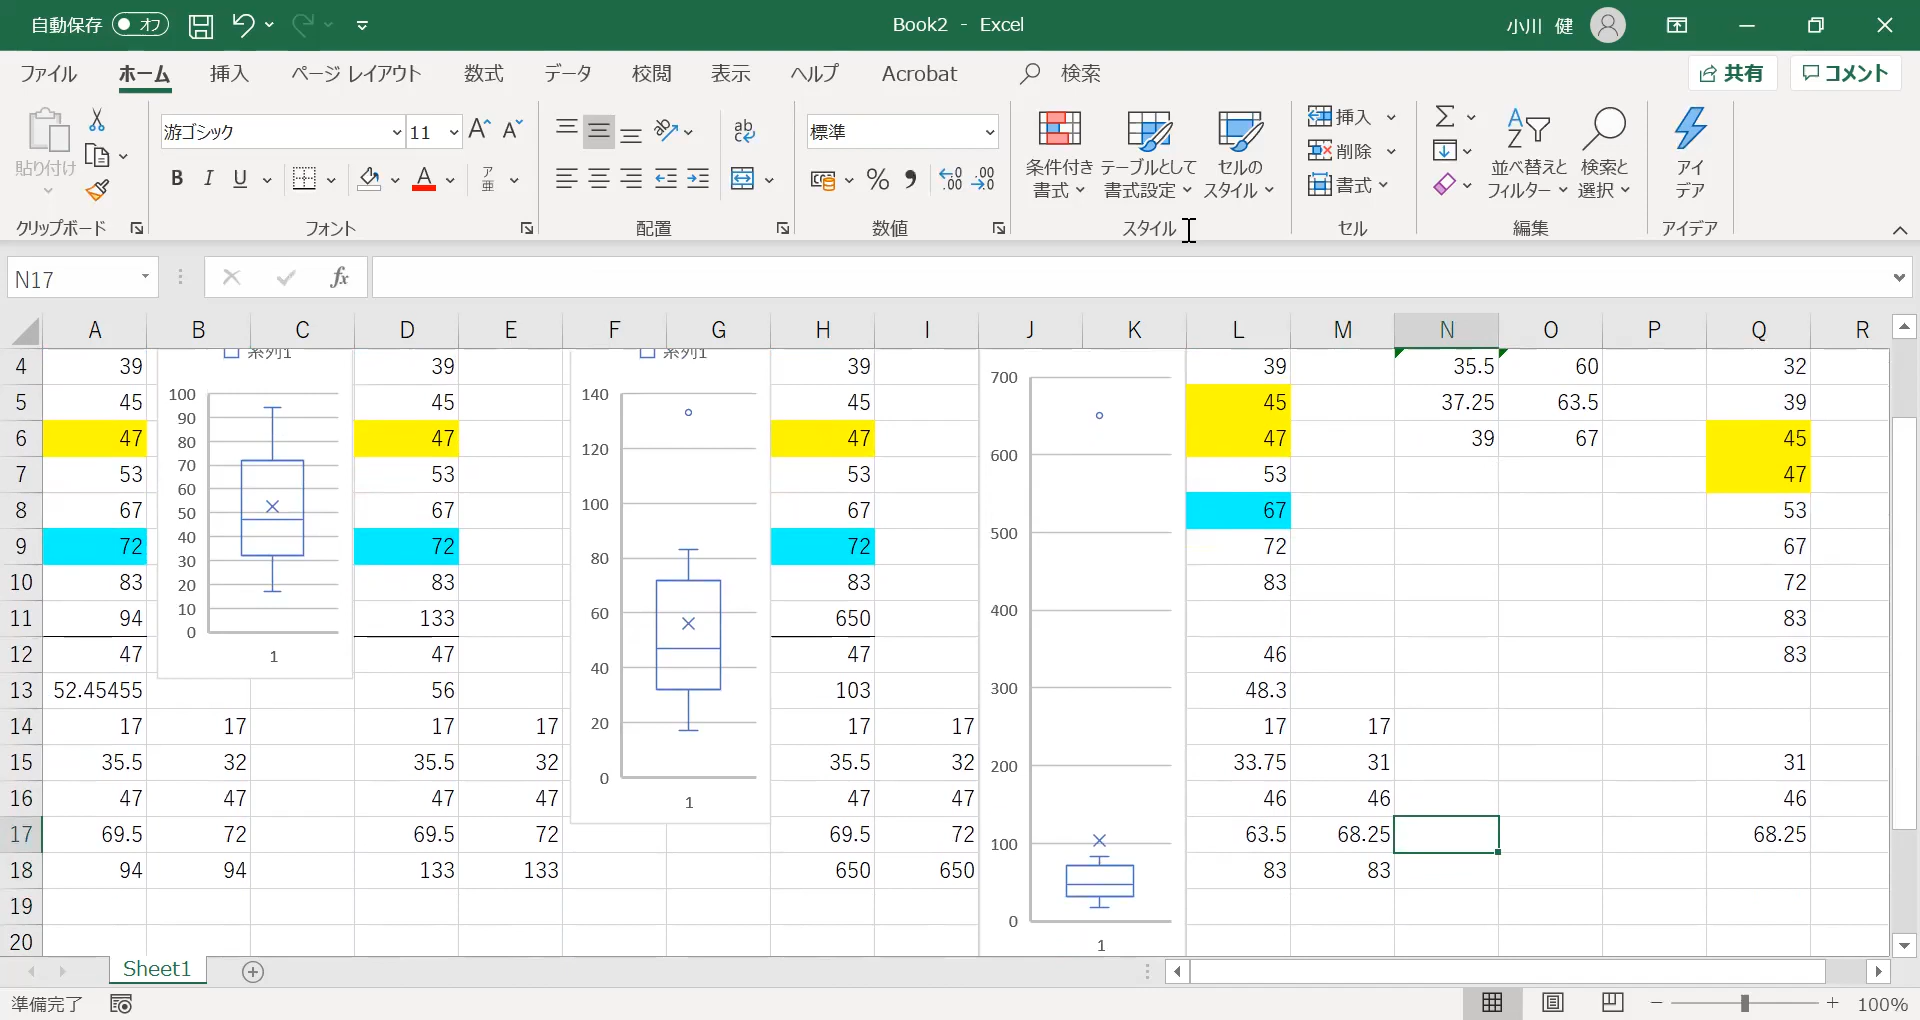 自動保存 オフ Book2 - Excel 小川 健
ファイル ホーム 挿入 ページ レイアウト 数式 データ 校閲 表示 ヘルプ Acrobat 検索 共有 コメント
貼り付け
クリップボード
游ゴシック 11
B I U A ア亜
フォント
ab
配置
標準
% 9 .00 .00
数値
条件付き書式
テーブルとして書式設定
セルのスタイル
スタイル
挿入
削除
書式
セル
並べ替えとフィルター
検索と選択
編集
アイデア
アイデア
N17 fx
A B C D E F G H I J K L M N O P Q R
4 39 39 39 39 35.5 60 32
5 45 45 45 45 37.25 63.5 39
6 47 47 47 47 39 67 45
7 53 53 53 53 47
8 67 67 67 67 53
9 72 72 72 72 67
10 83 83 83 83 72
11 94 133 650 83
12 47 47 47 46 83
13 52.45455 56 103 48.3
14 17 17 17 17 17 17 17 17
15 35.5 32 35.5 32 35.5 32 33.75 31 31
16 47 47 47 47 47 47 46 46 46
17 69.5 72 69.5 72 69.5 72 63.5 68.25 68.25
18 94 94 133 133 650 650 83 83
19
20
系列1
100
90
80
70
60
50
40
30
20
10
0
1
系列1
140
120
100
80
60
40
20
0
1
700
600
500
400
300
200
100
0
1
Sheet1
準備完了 100%